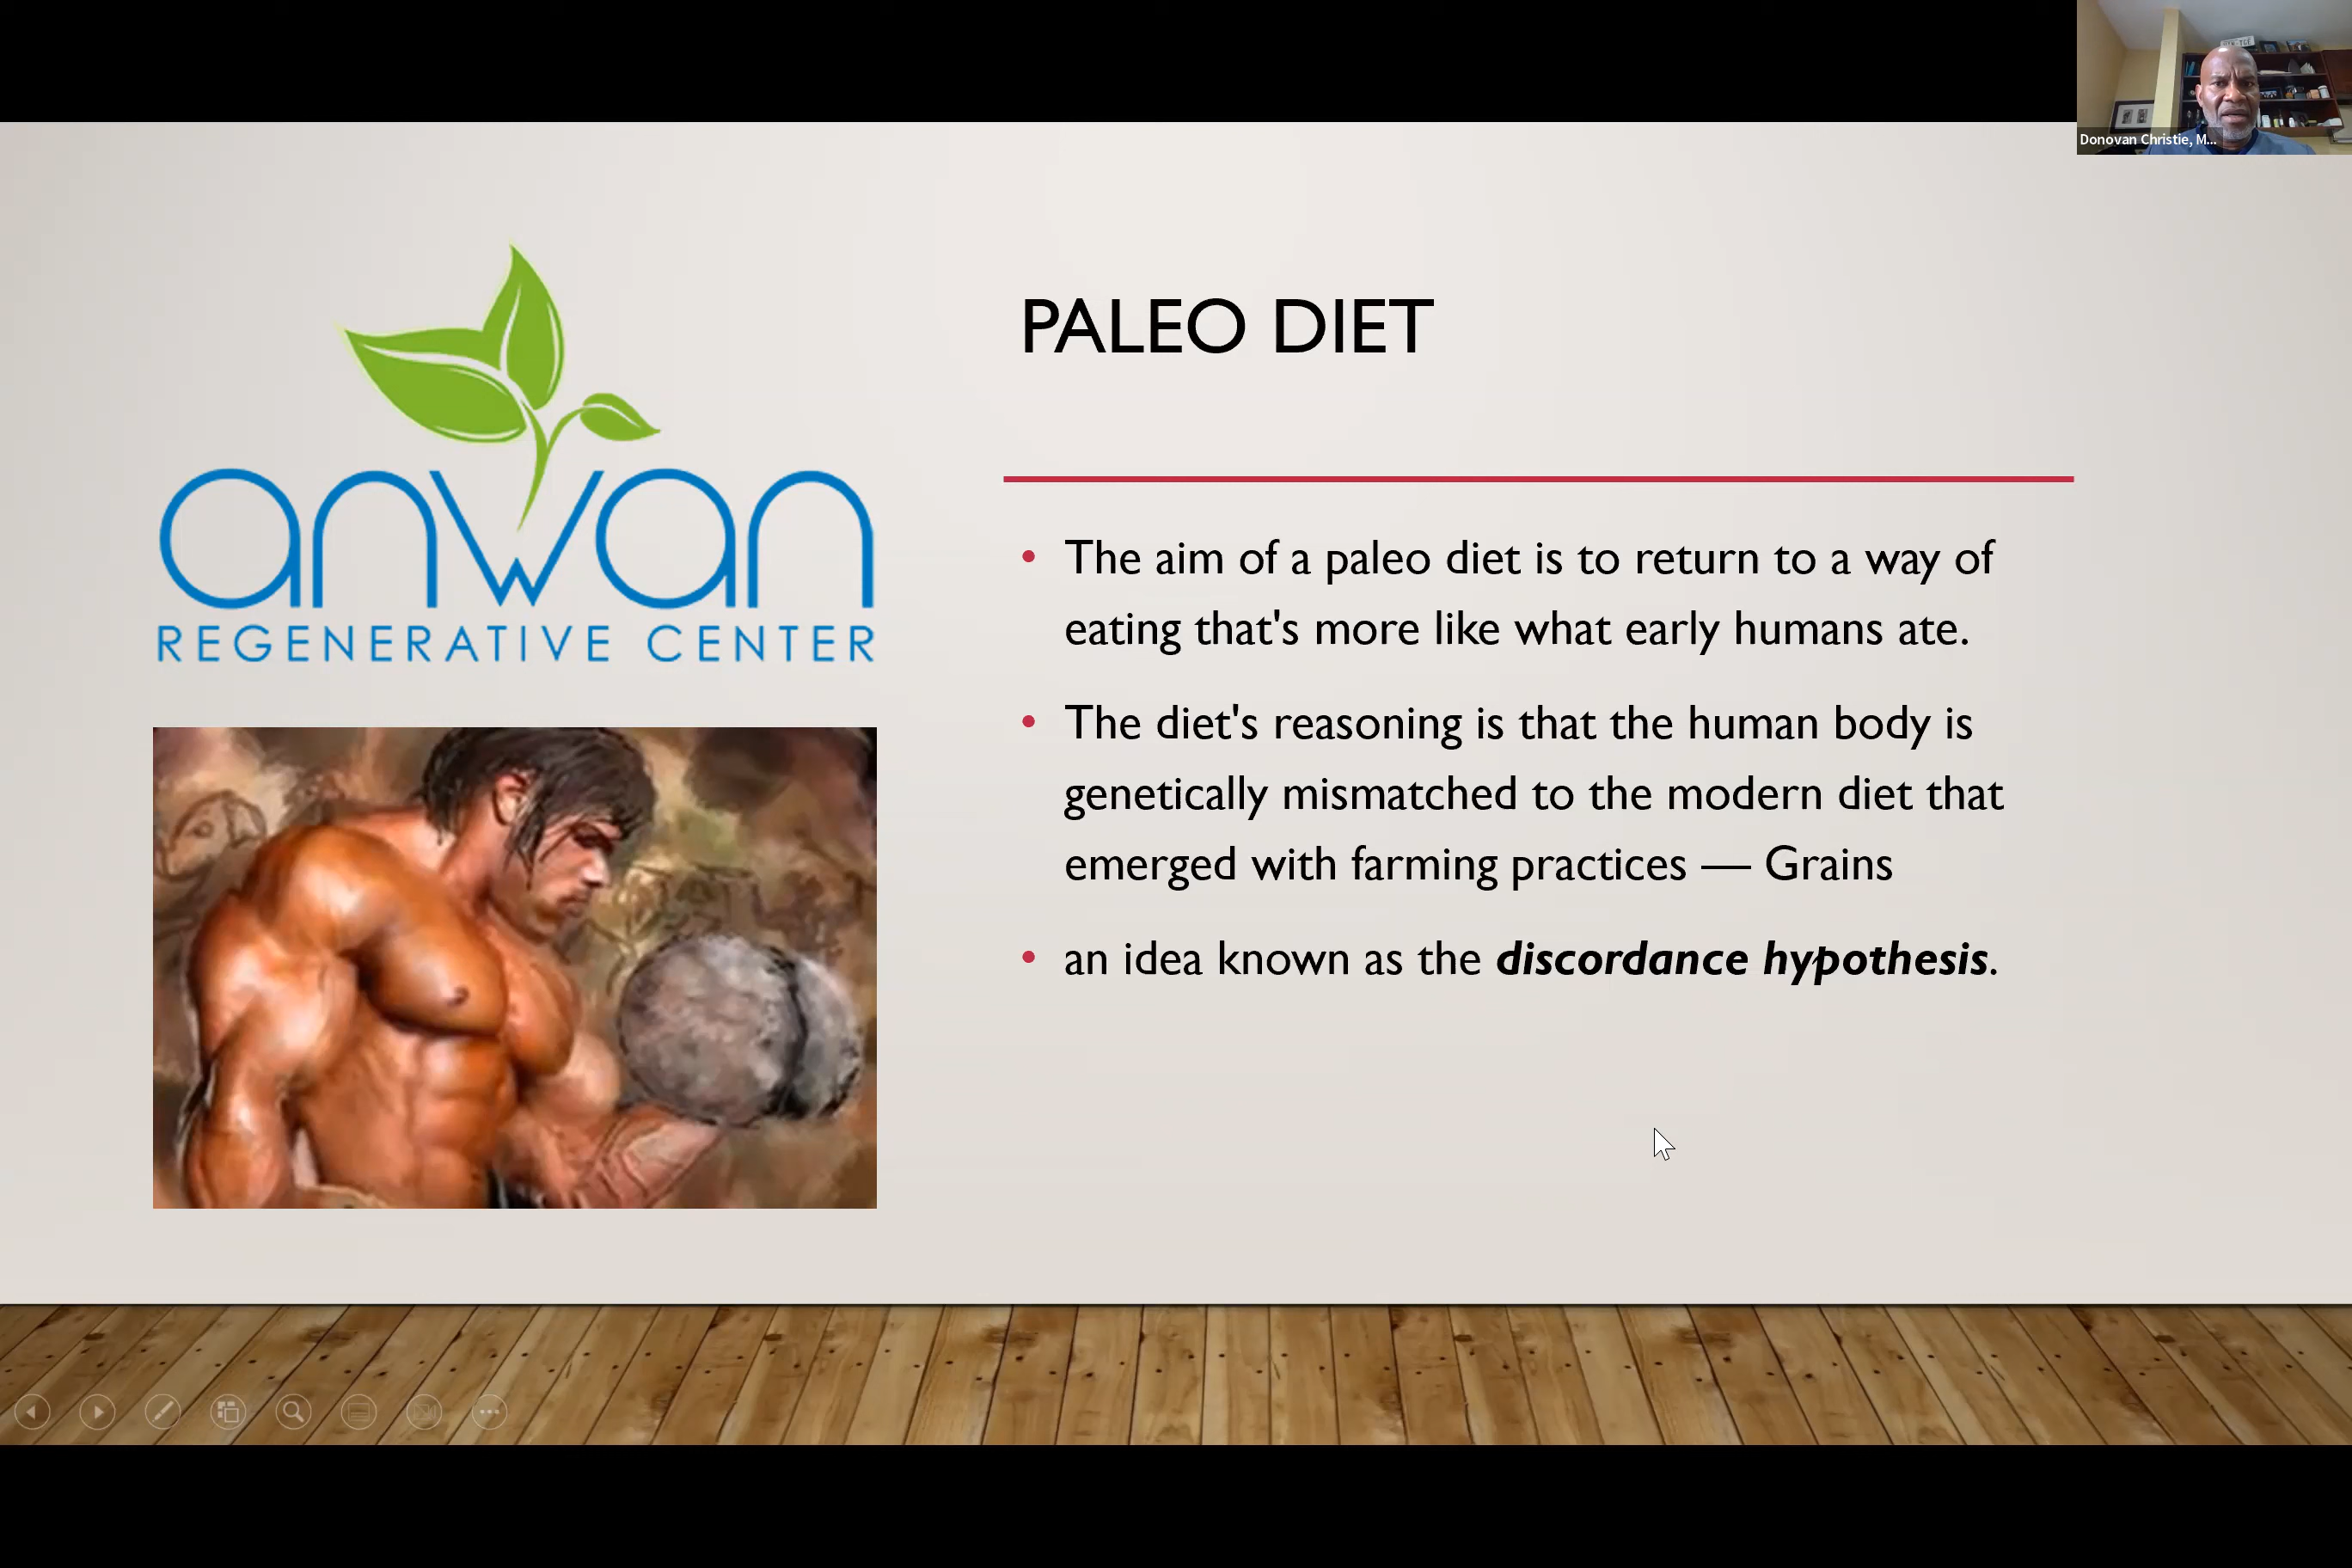 Donovan Christie, M...
anwan
REGENERATIVE CENTER
PALEO DIET
• The aim of a paleo diet is to return to a way of
eating that's more like what early humans ate.
• The diet's reasoning is that the human body is
genetically mismatched to the modern diet that
emerged with farming practices — Grains
• an idea known as the discordance hypothesis.